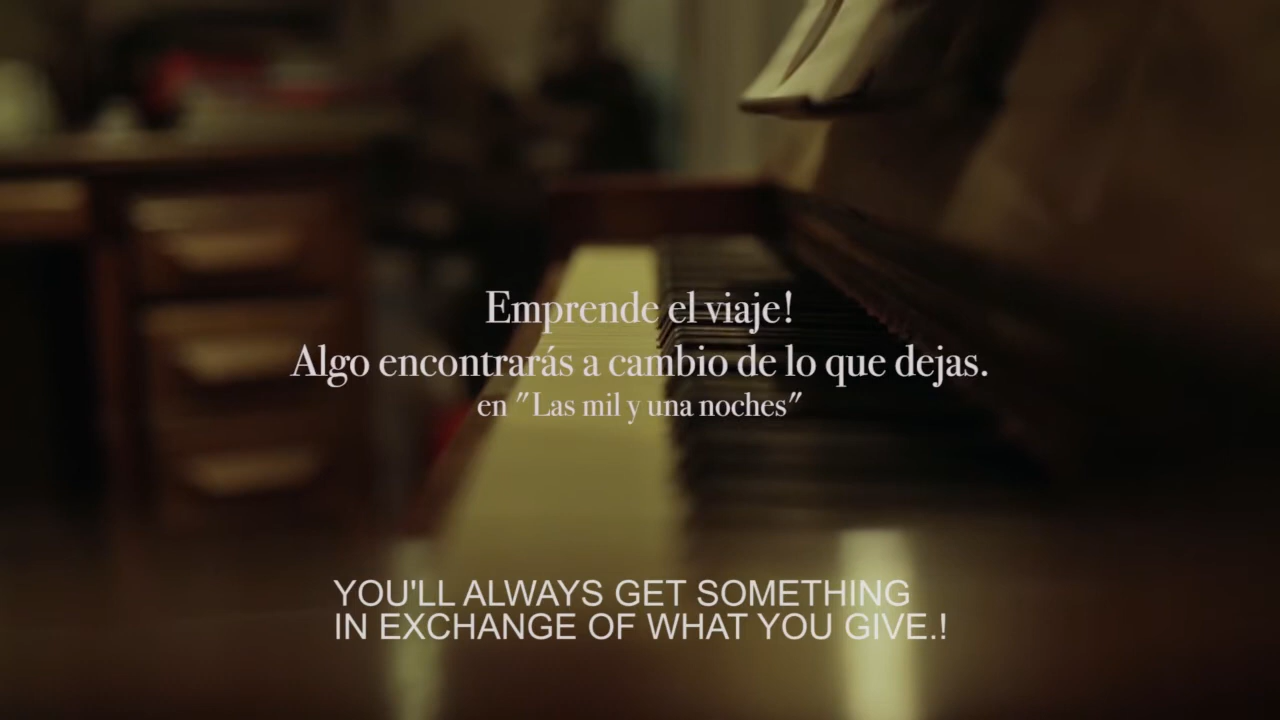 Emprende el viaje!
Algo encontrarás a cambio de lo que dejas.
en "Las mil y una noches"
YOU'LL ALWAYS GET SOMETHING
IN EXCHANGE OF WHAT YOU GIVE.!